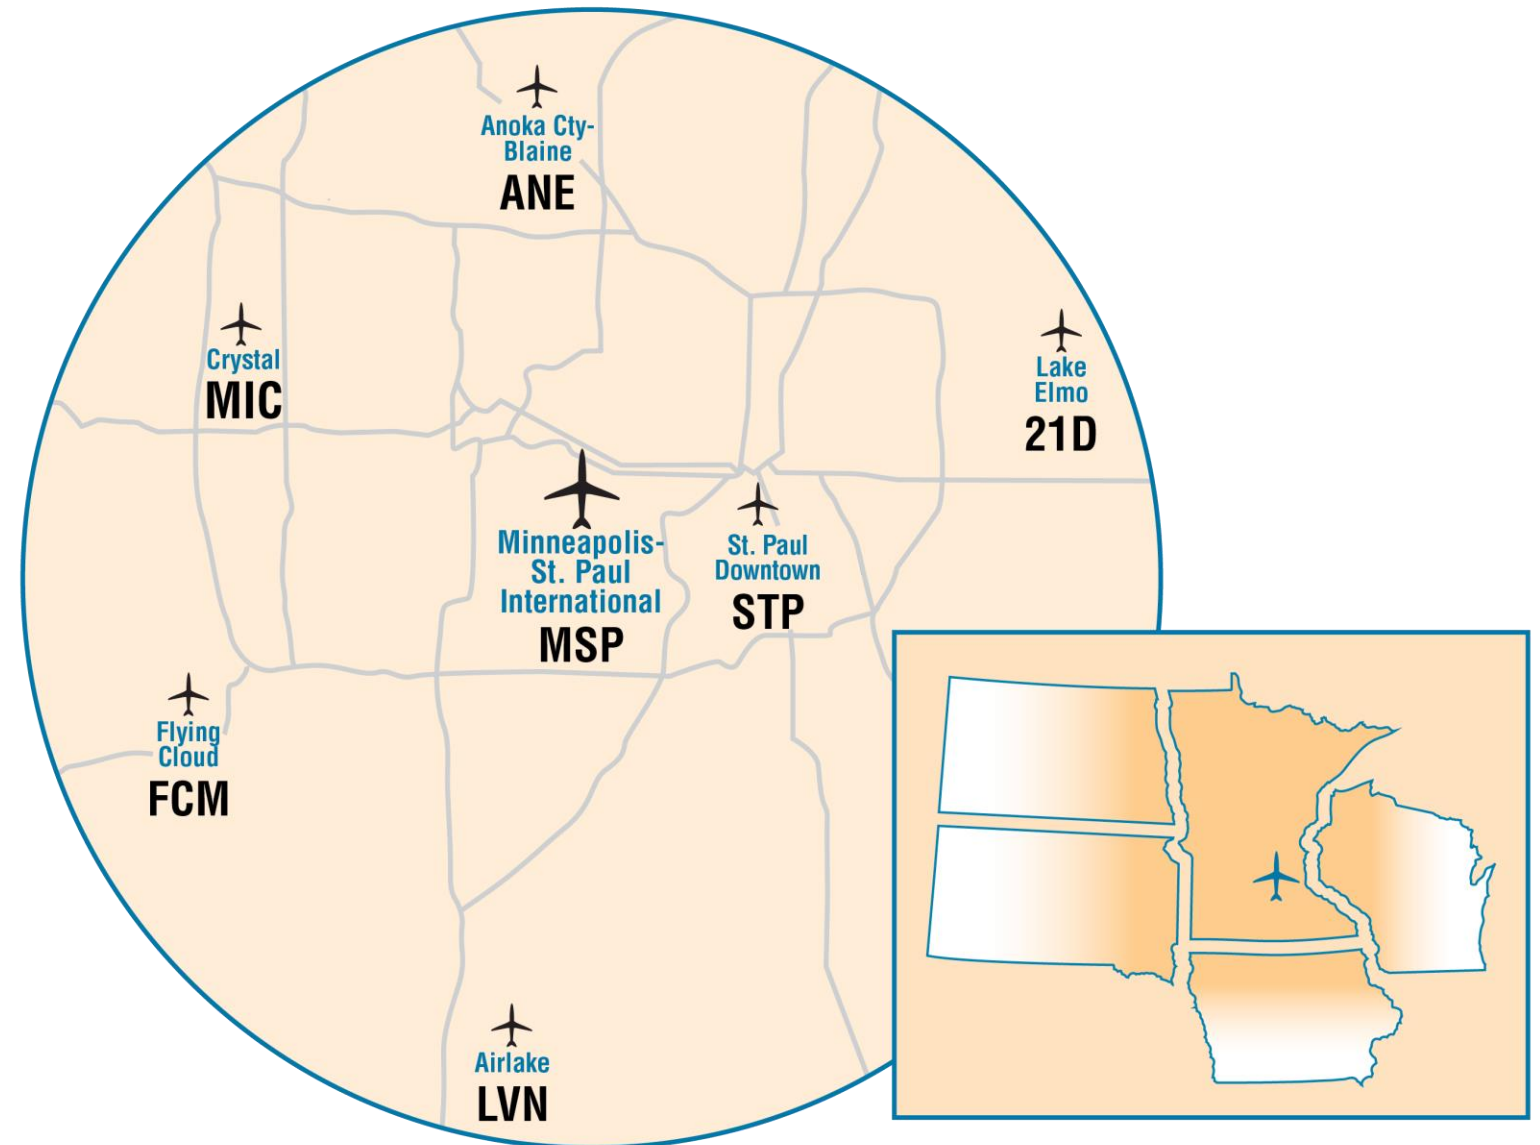 Anoka Cty-
Blaine
ANE
Crystal
MIC
Lake
Elmo
21D
Minneapolis-
St. Paul
International
MSP
St. Paul
Downtown
STP
Flying
Cloud
FCM
Airlake
LVN